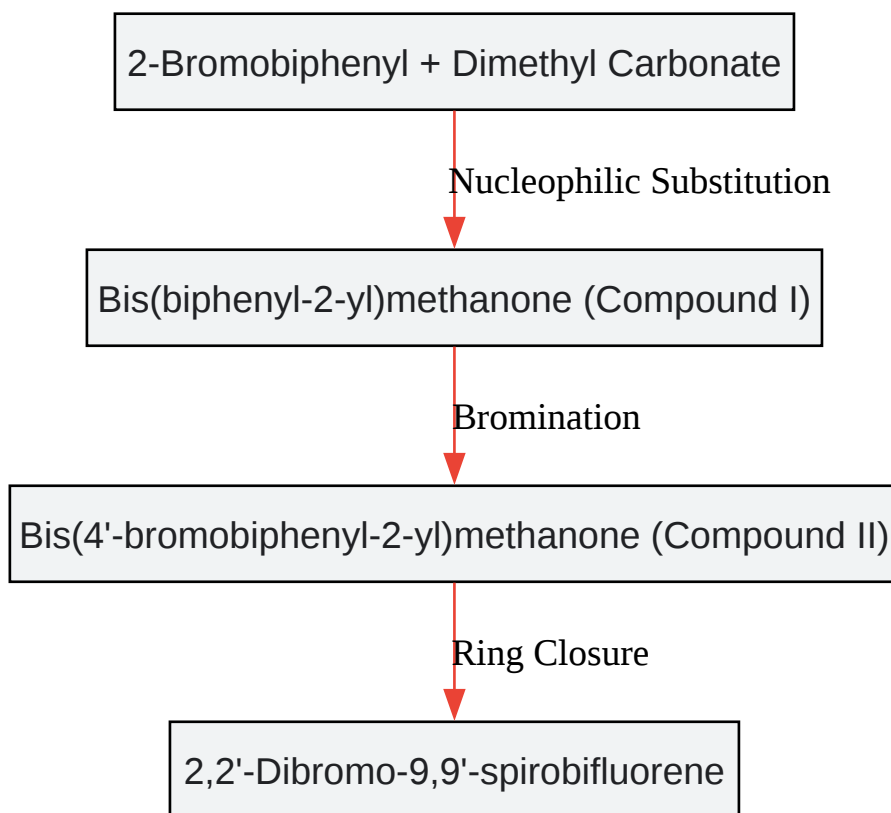 2-Bromobiphenyl + Dimethyl Carbonate
Nucleophilic Substitution
Bis(biphenyl-2-yl)methanone (Compound I)
Bromination
Bis(4'-bromobiphenyl-2-yl)methanone (Compound II)
Ring Closure
2,2'-Dibromo-9,9'-spirobifluorene